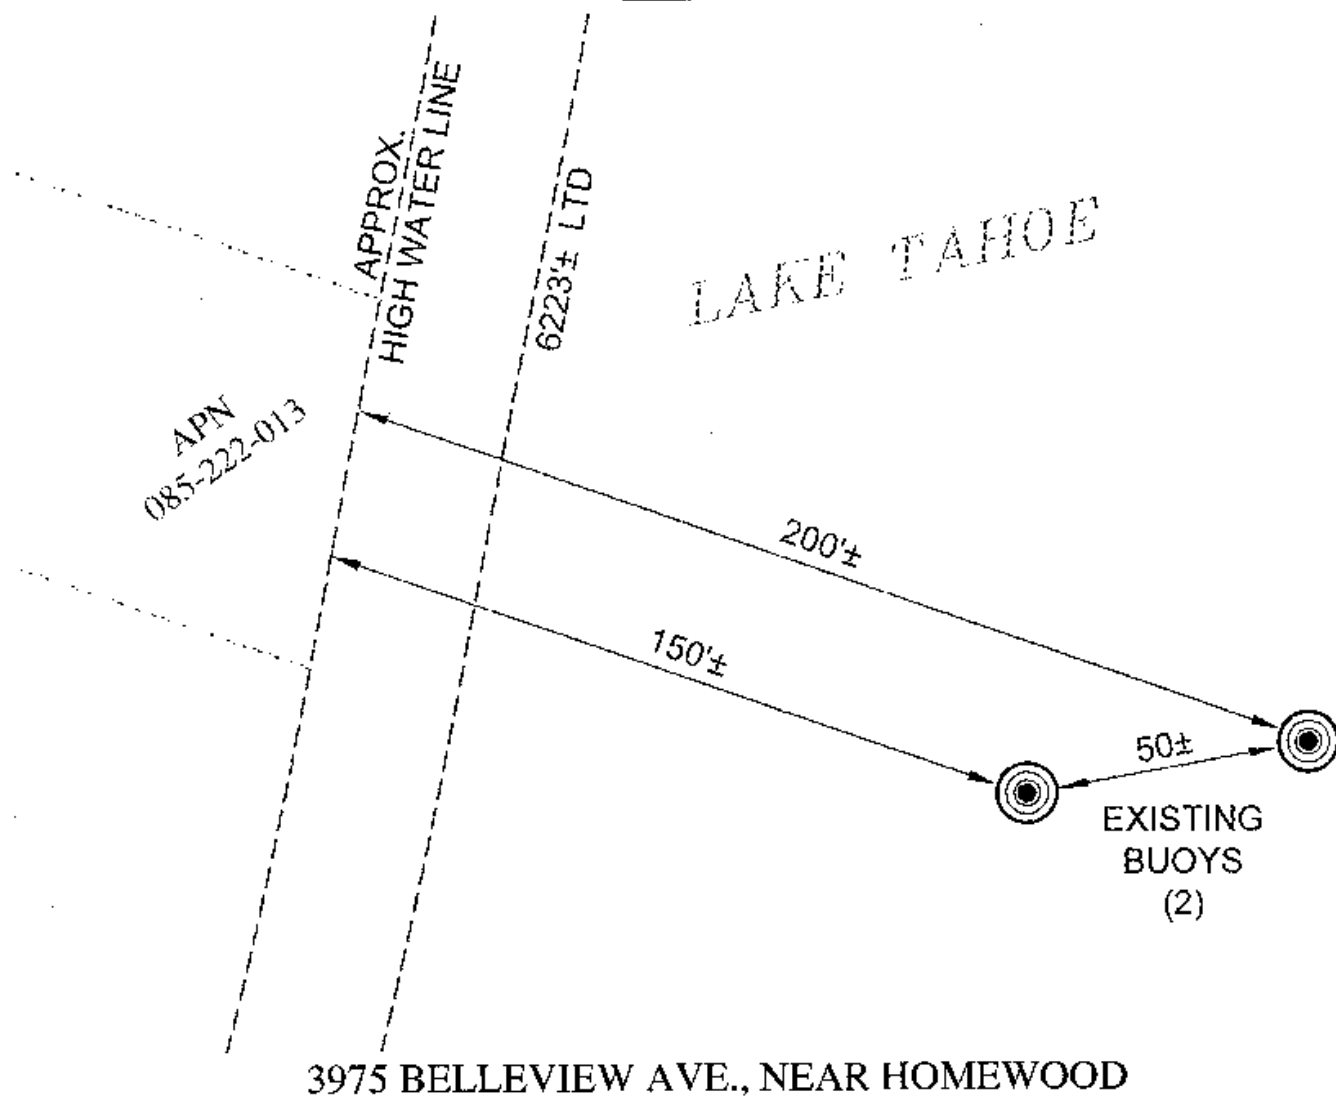 APPROX.
HIGH WATER LINE
6223'± LTD
LAKE TAHOE
APN
085-222-013
200'±
150'±
50±
EXISTING
BUOYS
(2)
3975 BELLEVIEW AVE., NEAR HOMEWOOD